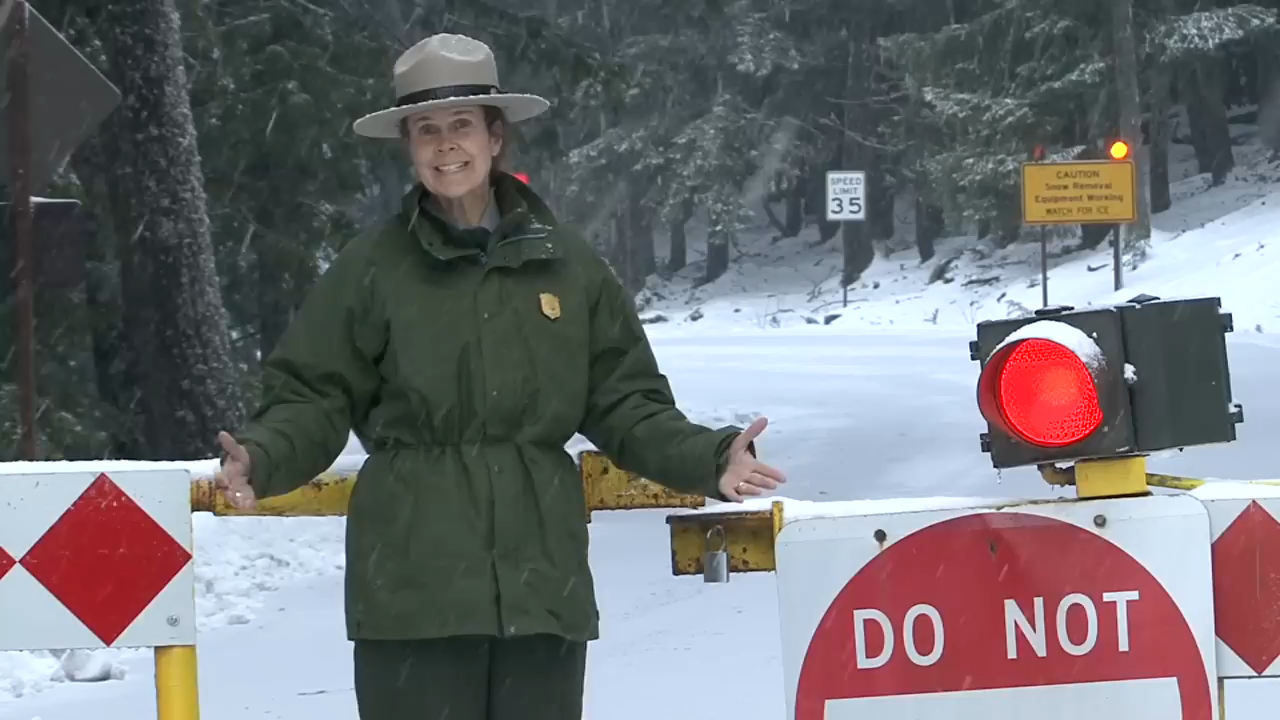 SPEED
LIMIT
35
CAUTION
Snow Removal
Equipment Working
WATCH FOR ICE
DO NOT